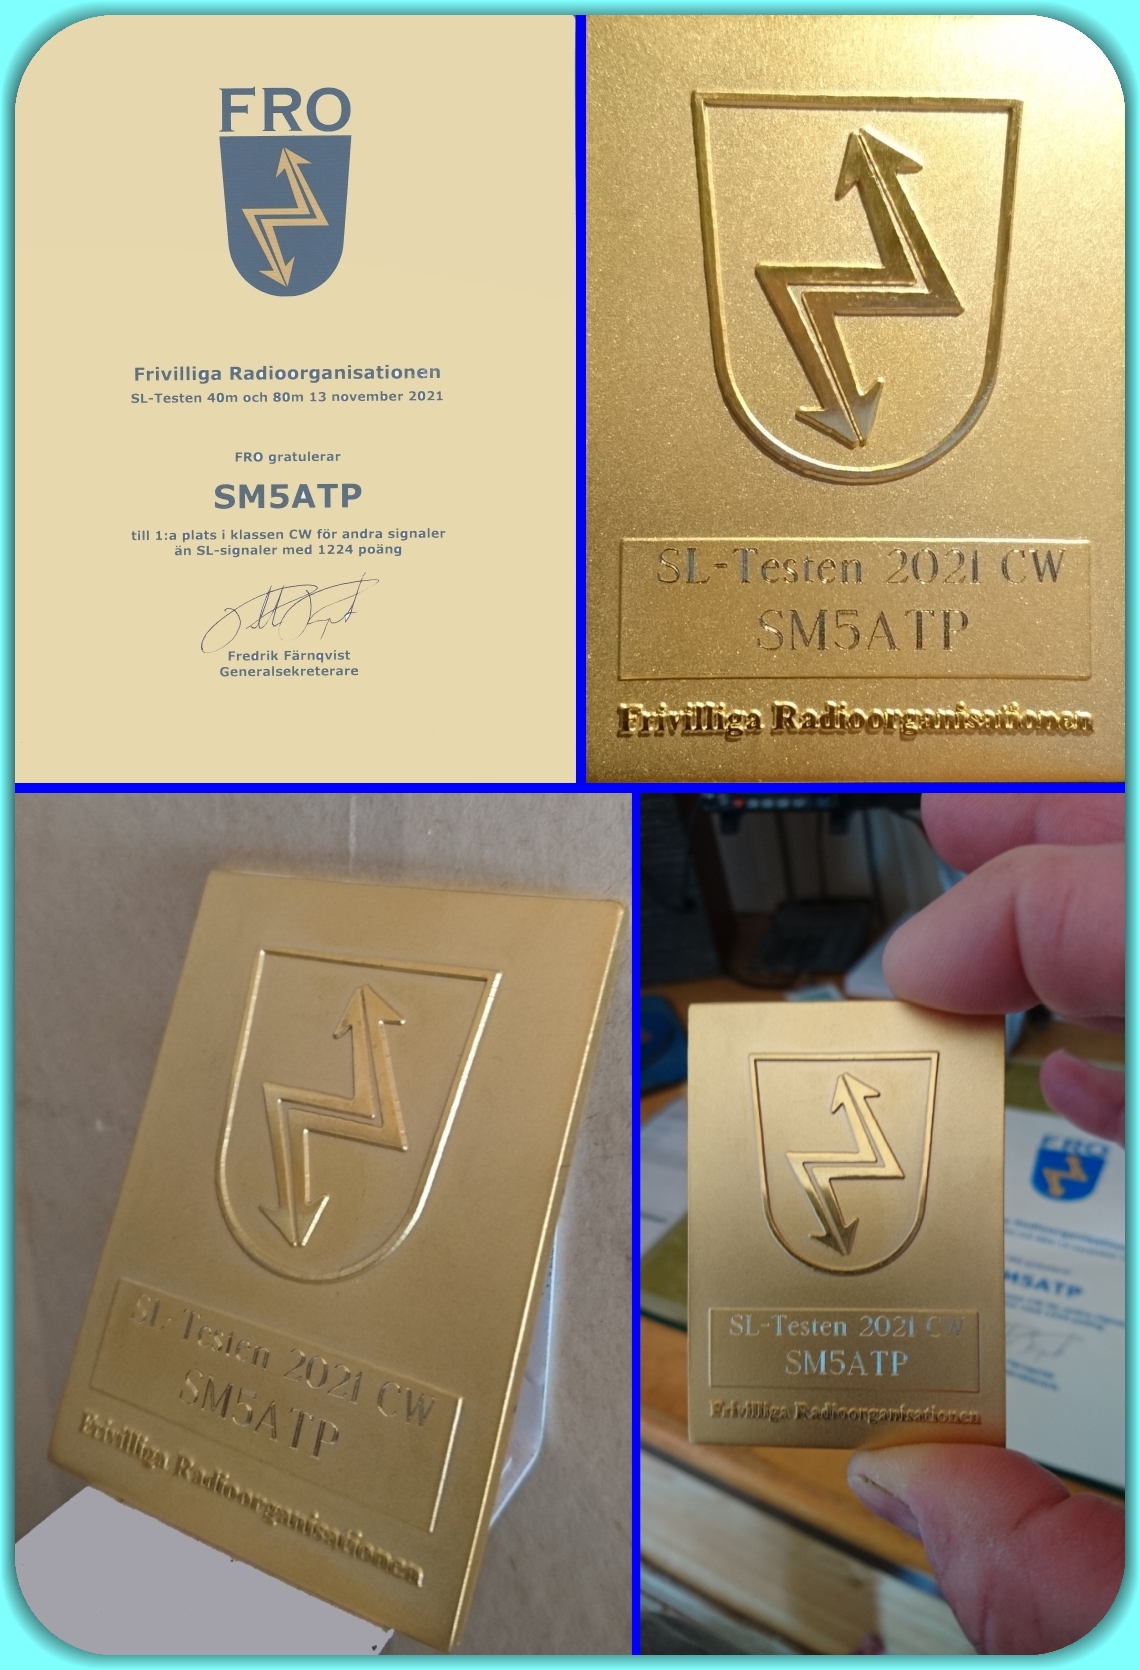 FRO
Frivilliga Radioorganisationen
SL-Testen 40m och 80m 13 november 2021
FRO gratulerar
SM5ATP
till 1:a plats i klassen CW för andra signaler
än SL-signaler med 1224 poäng
Fredrik Färnqvist
Generalsekreterare
SL-Testen 2021 CW
SM5ATP
Frivilliga Radioorganisationen
SL-Testen 2021 CW
SM5ATP
Frivilliga Radioorganisationen
SL-Testen 2021 CW
SM5ATP
Frivilliga Radioorganisationen
FRO
M5ATP